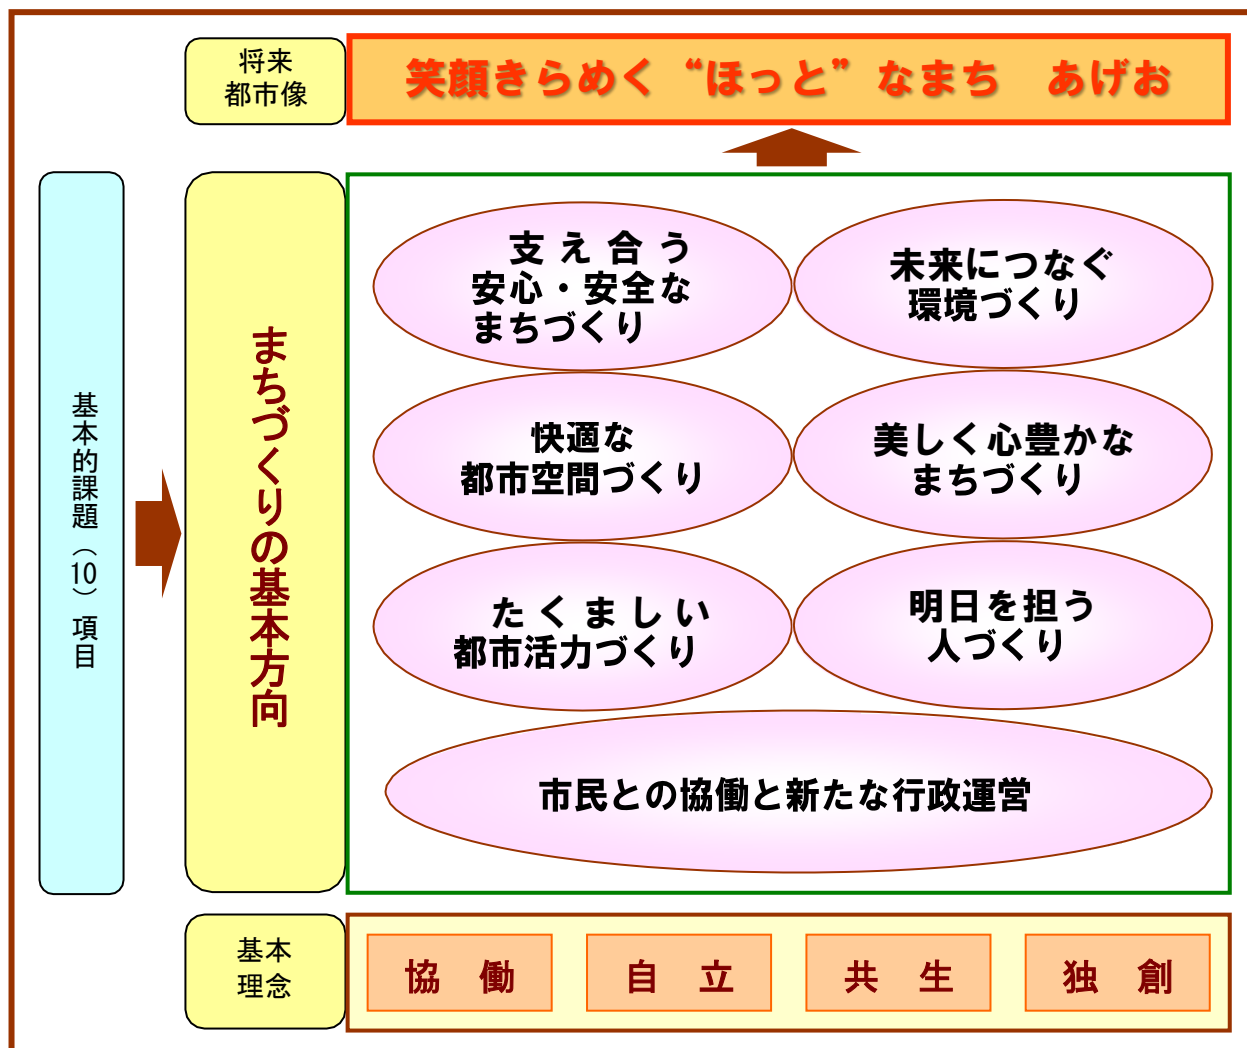 将来
都市像
笑顔きらめく“ほっと”なまち　あげお
基本的課題（10）項目
まちづくりの基本方向
支え合う
安心・安全な
まちづくり
未来につなぐ
環境づくり
快適な
都市空間づくり
美しく心豊かな
まちづくり
たくましい
都市活力づくり
明日を担う
人づくり
市民との協働と新たな行政運営
基本
理念
協　働
自　立
共　生
独　創